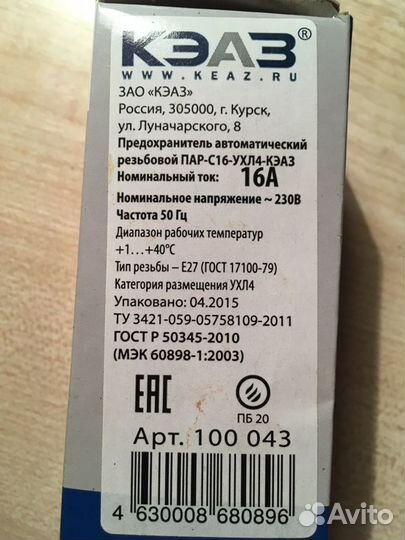 КЭАЗ®
WWW.KEAZ.RU
ЗАО «КЭАЗ»
Россия, 305000, г. Курск,
ул. Луначарского, 8
Предохранитель автоматический
резьбовой ПАР-С16-УХЛ4-КЭАЗ
Номинальный ток: 16А
Номинальное напряжение ~ 230В
Частота 50 Гц
Диапазон рабочих температур
+1...+40°С
Тип резьбы – Е27 (ГОСТ 17100-79)
Категория размещения УХЛ4
Упаковано: 04.2015
ТУ 3421-059-05758109-2011
ГОСТ Р 50345-2010
(МЭК 60898-1:2003)
ЕАС
ПБ 20
Арт. 100 043
4 630008 680896
Avito